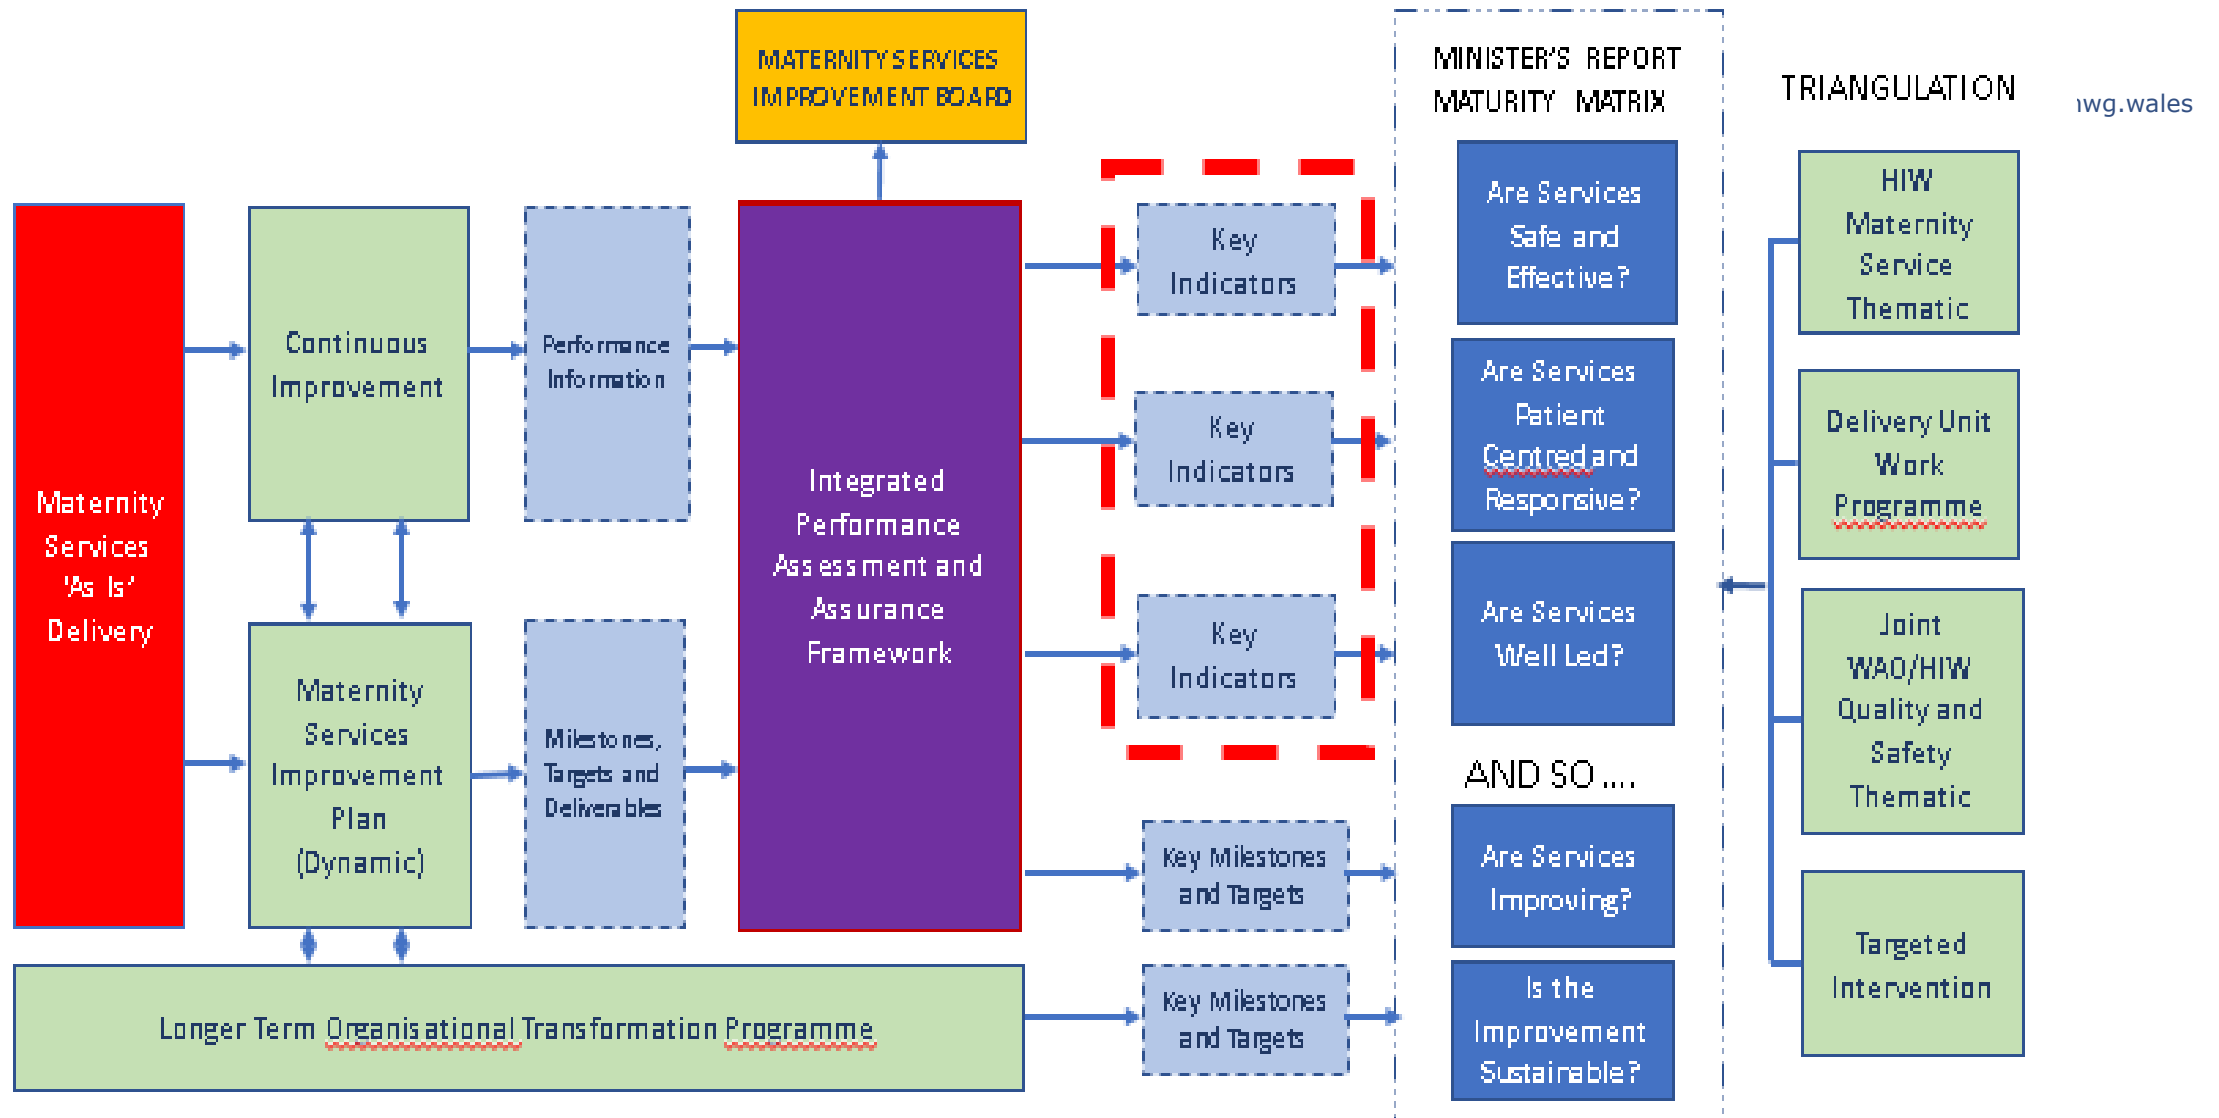 MATERNITY SERVICES
IMPROVEMENT BOARD
MINISTER'S REPORT
MATURITY MATRIX
TRIANGULATION
Maternity
Services
'As Is'
Delivery
Continuous
Improvement
Performance
Information
Maternity
Services
Improvement
Plan
(Dynamic)
Milestones,
Targets and
Deliverables
Integrated
Performance
Assessment and
Assurance
Framework
Key
Indicators
Key
Indicators
Key
Indicators
Key Milestones
and Targets
Key Milestones
and Targets
Longer Term Organisational Transformation Programme
Are Services
Safe and
Effective?
Are Services
Patient
Centred and
Responsive?
Are Services
Well Led?
AND SO ....
Are Services
Improving?
Is the
Improvement
Sustainable?
HIW
Maternity
Service
Thematic
Delivery Unit
Work
Programme
Joint
WAO/HIW
Quality and
Safety
Thematic
Targeted
Intervention